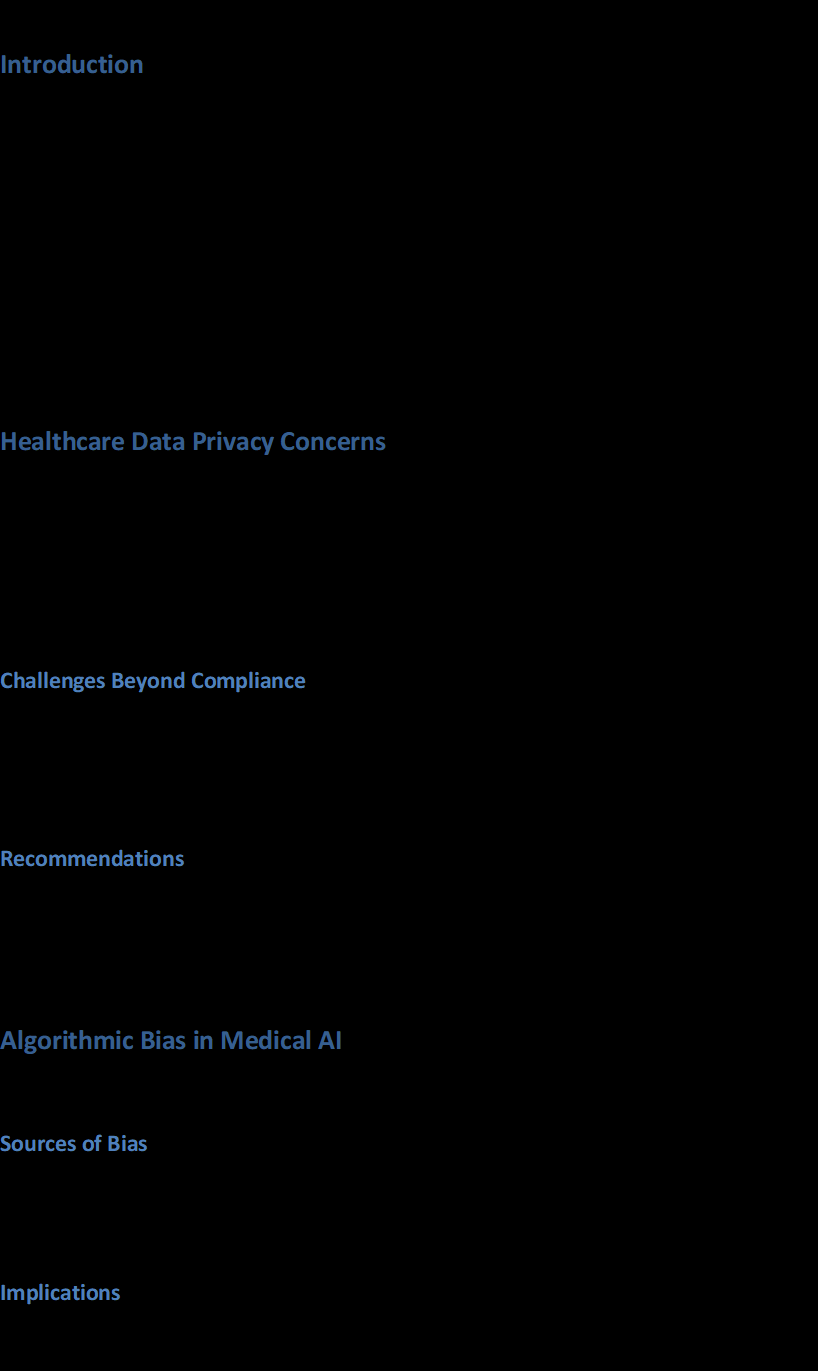 Introduction
Healthcare Data Privacy Concerns
Challenges Beyond Compliance
Recommendations
Algorithmic Bias in Medical AI
Sources of Bias
Implications